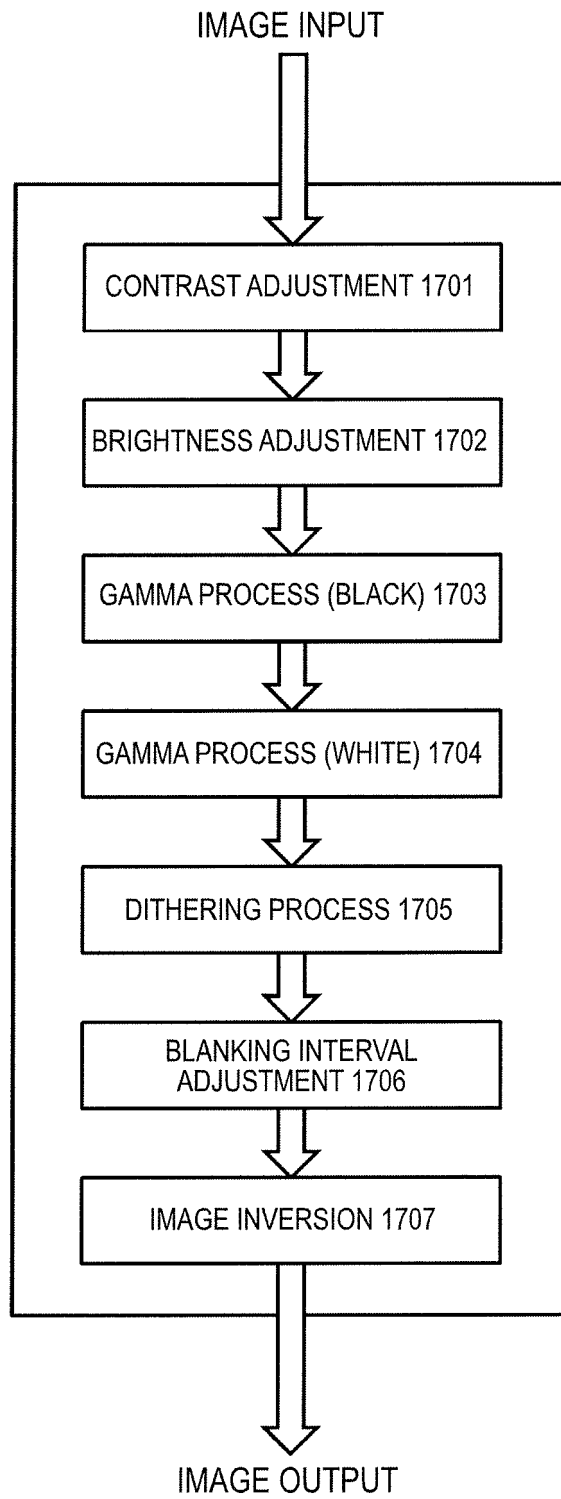 IMAGE INPUT
CONTRAST ADJUSTMENT 1701
BRIGHTNESS ADJUSTMENT 1702
GAMMA PROCESS (BLACK) 1703
GAMMA PROCESS (WHITE) 1704
DITHERING PROCESS 1705
BLANKING INTERVAL
ADJUSTMENT 1706
IMAGE INVERSION 1707
IMAGE OUTPUT